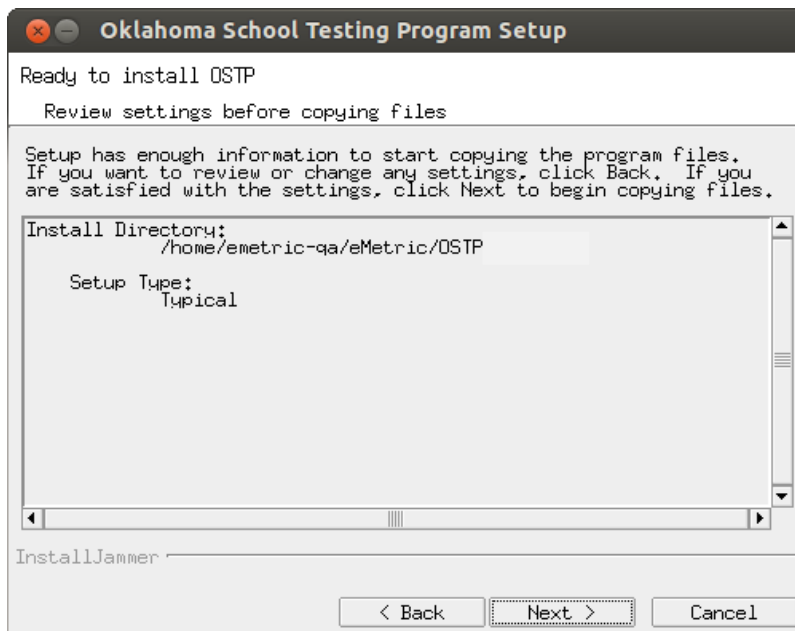 Oklahoma School Testing Program Setup
Ready to install OSTP
Review settings before copying files
Setup has enough information to start copying the program files.
If you want to review or change any settings, click Back.  If you
are satisfied with the settings, click Next to begin copying files.
Install Directory:
/home/emetric-qa/eMetric/OSTP
Setup Type:
Typical
InstallJammer
< Back
Next >
Cancel